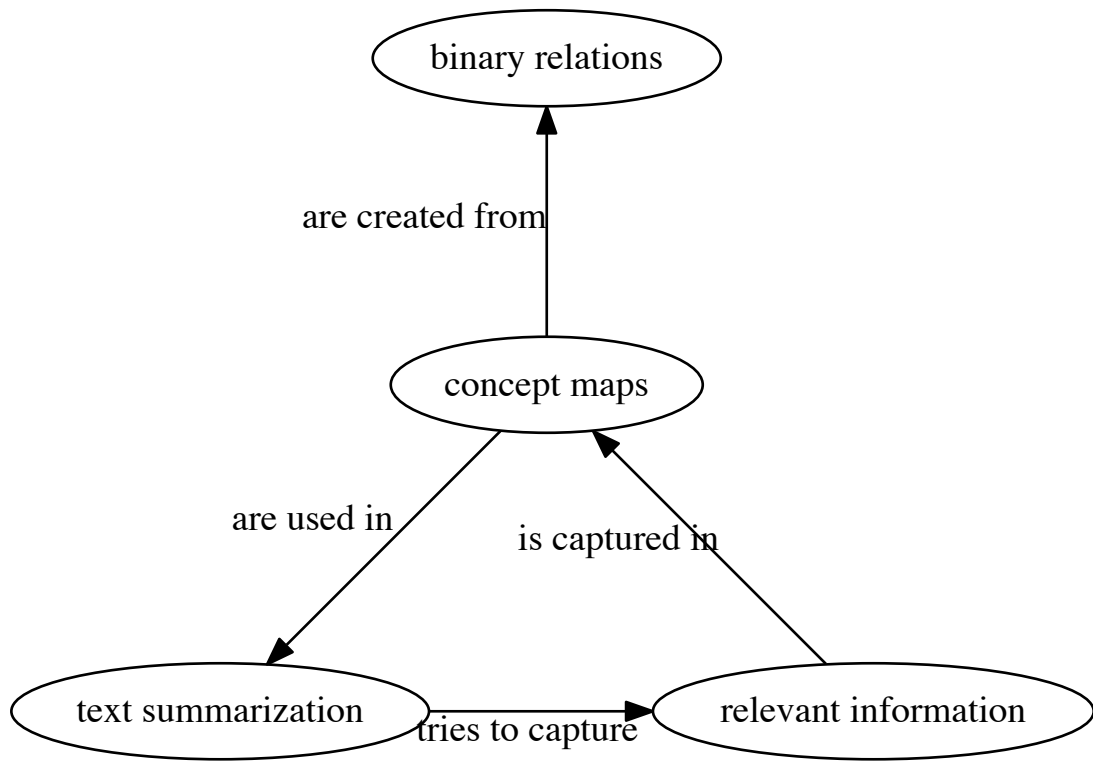 binary relations
are created from
concept maps
are used in
is captured in
text summarization
tries to capture
relevant information